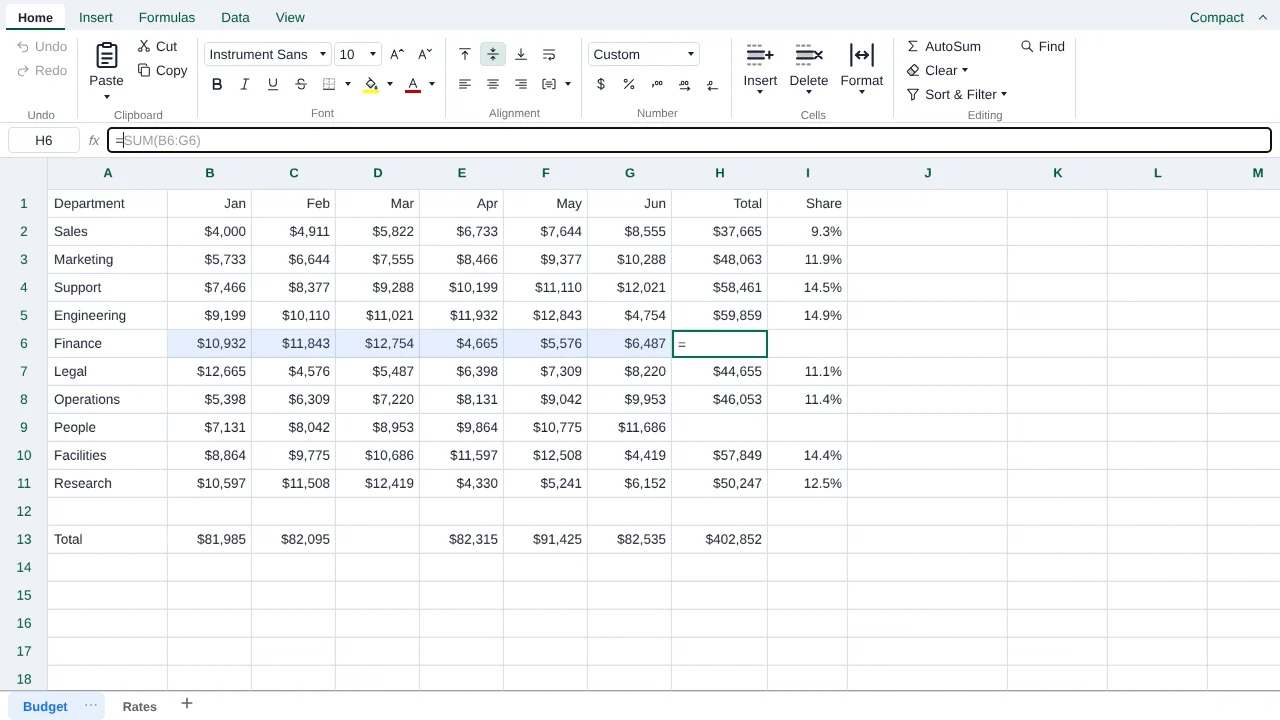 Home Insert Formulas Data View Compact
Undo Redo Paste Cut Copy Instrument Sans 10 B I U S A Custom $ % Insert Delete Format AutoSum Clear Sort & Filter Find
Undo Clipboard Font Alignment Number Cells Editing
H6 fx =SUM(B6:G6)
A B C D E F G H I J K L M
1 Department Jan Feb Mar Apr May Jun Total Share
2 Sales $4,000 $4,911 $5,822 $6,733 $7,644 $8,555 $37,665 9.3%
3 Marketing $5,733 $6,644 $7,555 $8,466 $9,377 $10,288 $48,063 11.9%
4 Support $7,466 $8,377 $9,288 $10,199 $11,110 $12,021 $58,461 14.5%
5 Engineering $9,199 $10,110 $11,021 $11,932 $12,843 $4,754 $59,859 14.9%
6 Finance $10,932 $11,843 $12,754 $4,665 $5,576 $6,487 =
7 Legal $12,665 $4,576 $5,487 $6,398 $7,309 $8,220 $44,655 11.1%
8 Operations $5,398 $6,309 $7,220 $8,131 $9,042 $9,953 $46,053 11.4%
9 People $7,131 $8,042 $8,953 $9,864 $10,775 $11,686
10 Facilities $8,864 $9,775 $10,686 $11,597 $12,508 $4,419 $57,849 14.4%
11 Research $10,597 $11,508 $12,419 $4,330 $5,241 $6,152 $50,247 12.5%
12
13 Total $81,985 $82,095 $82,315 $91,425 $82,535 $402,852
14
15
16
17
18
Budget ... Rates +